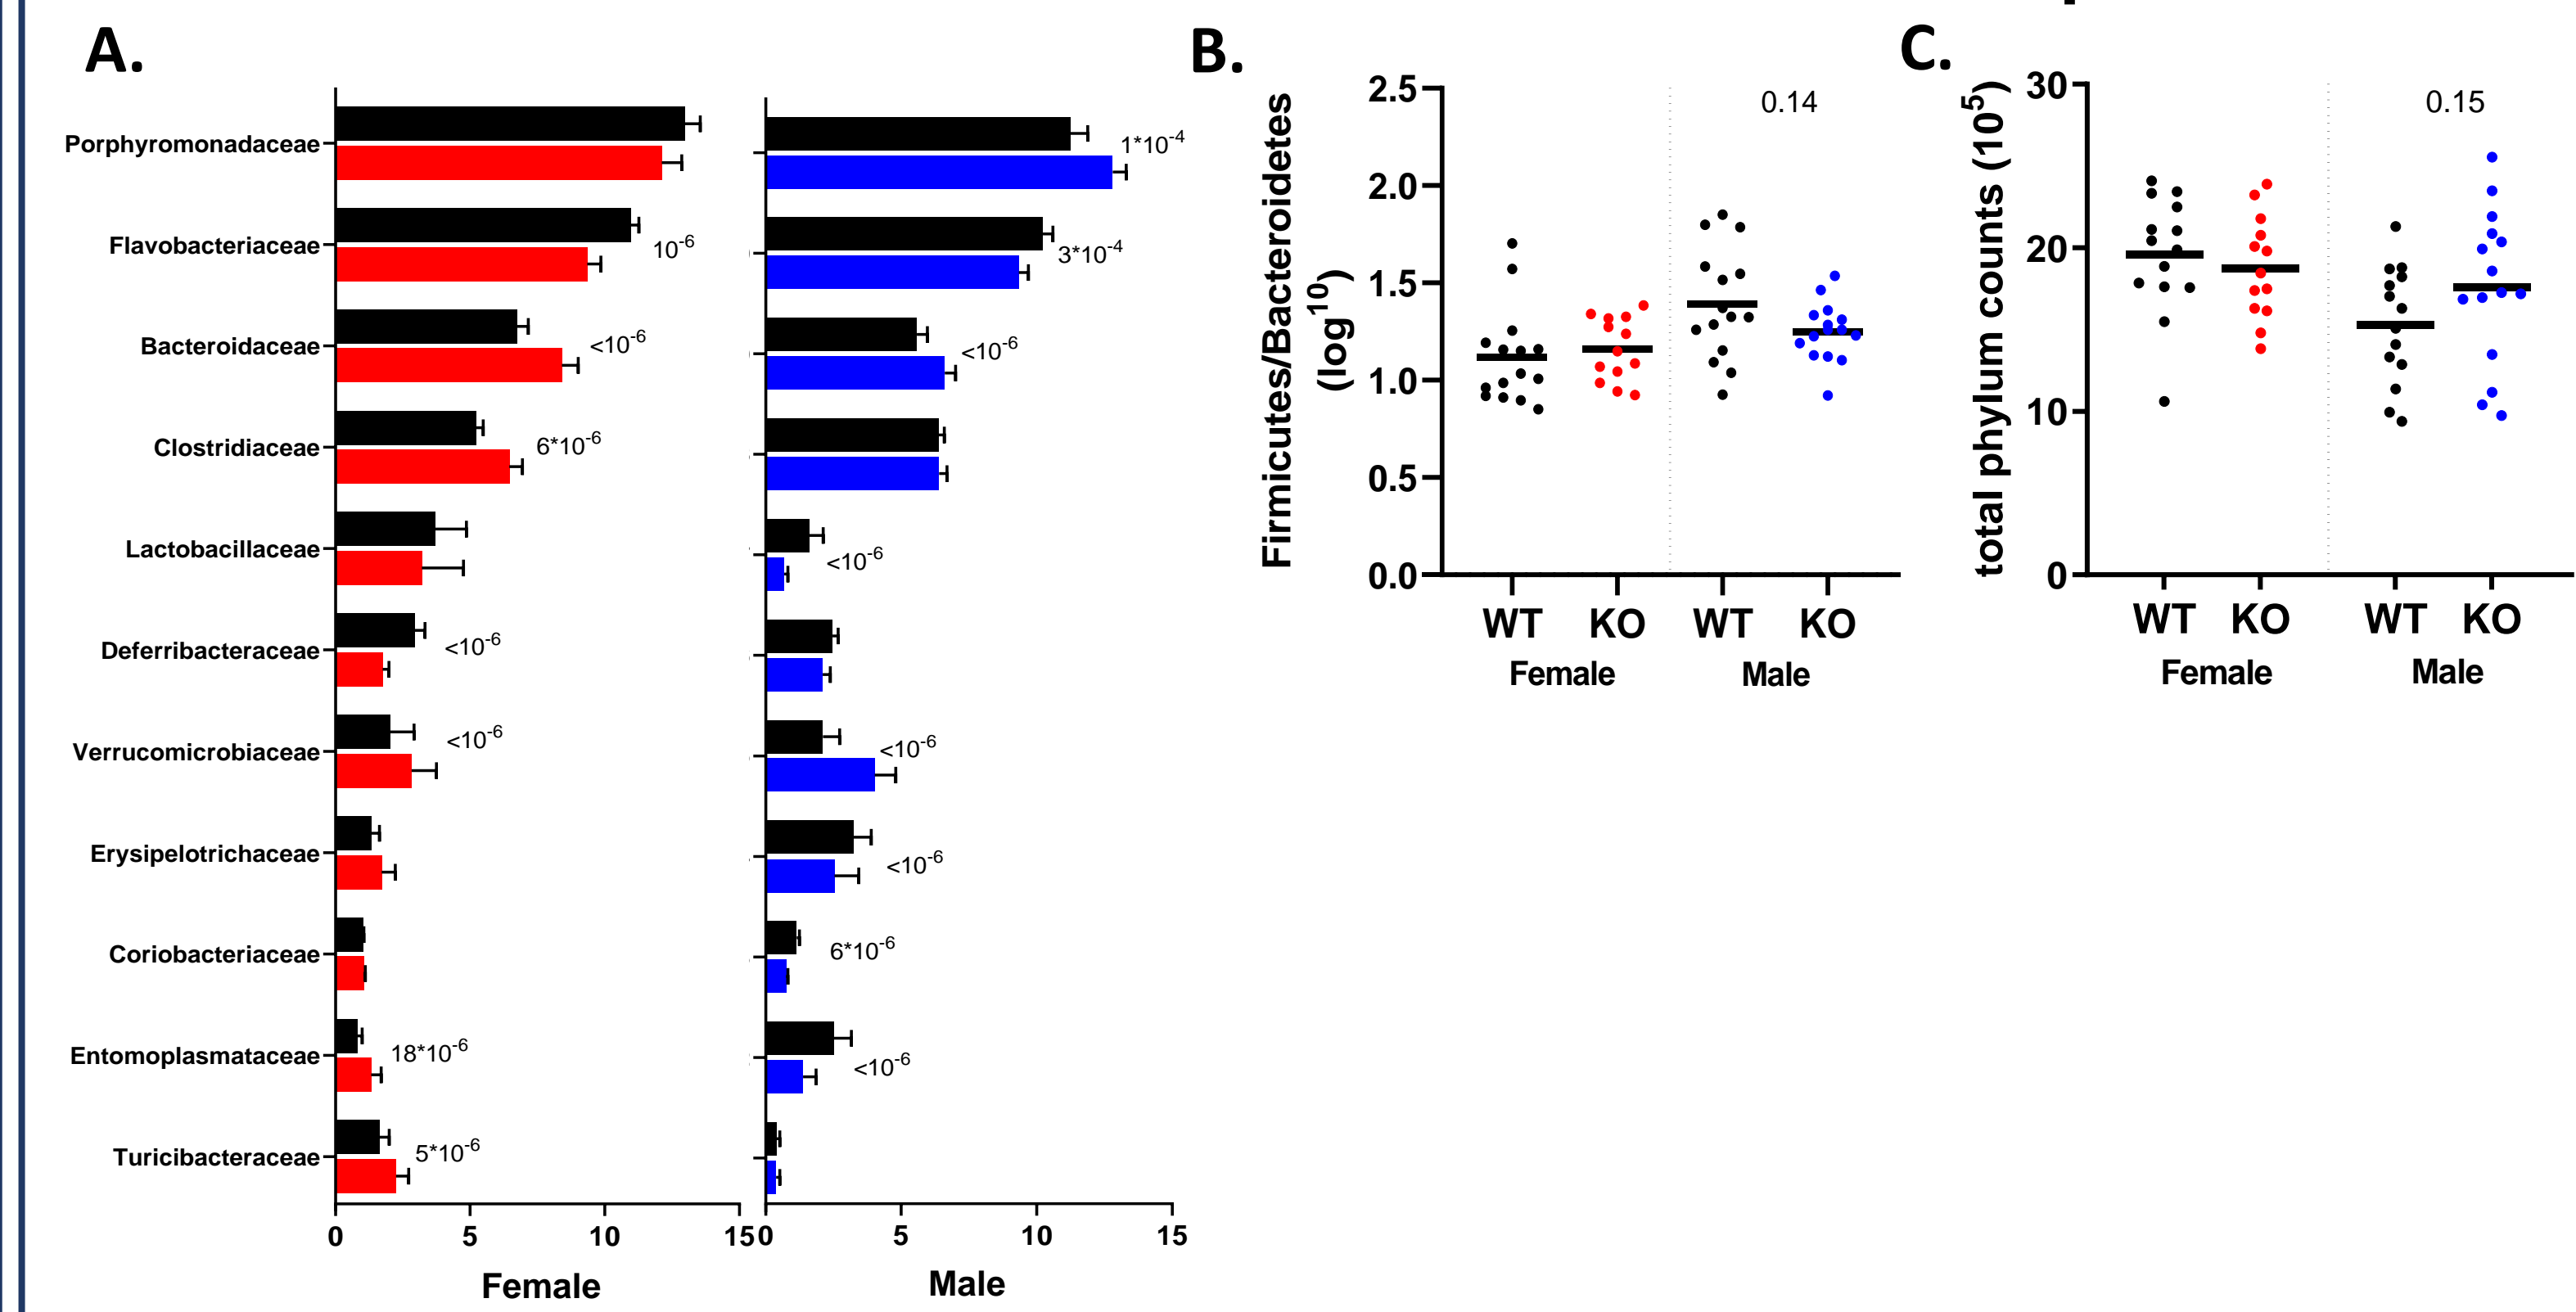 A.
Porphyromonadaceae
Flavobacteriaceae
Bacteroidaceae
Clostridiaceae
Lactobacillaceae
Deferribacteraceae
Verrucomicrobiaceae
Erysipelotrichaceae
Coriobacteriaceae
Entomoplasmataceae
Turicibacteraceae
10-6
<10-6
6*10-6
<10-6
<10-6
18*10-6
5*10-6
0 5 10 15
Female
1*10-4
3*10-4
<10-6
<10-6
<10-6
<10-6
6*10-6
<10-6
0 5 10 15
Male
B.
Firmicutes/Bacteroidetes
(log10)
2.5
2.0
1.5
1.0
0.5
0.0
0.14
WT KO WT KO
Female Male
C.
total phylum counts (105)
30
20
10
0
0.15
WT KO WT KO
Female Male